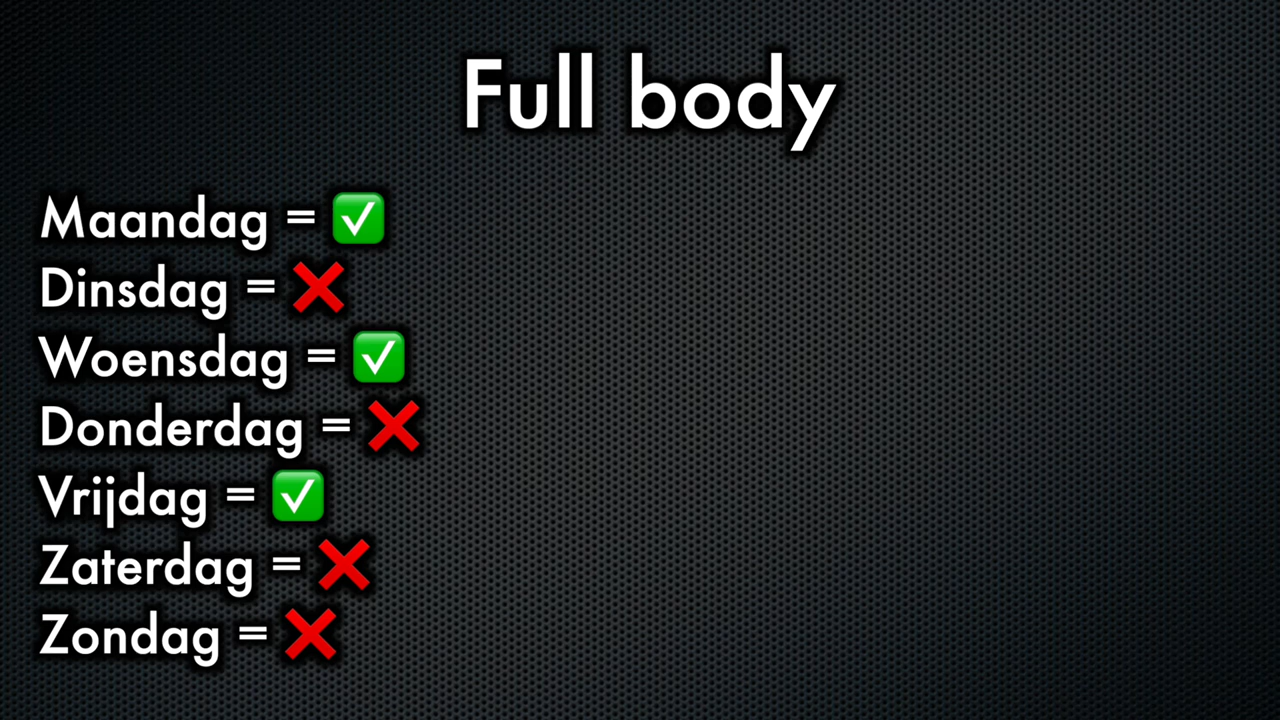 Full body
Maandag = ✅
Dinsdag = ❌
Woensdag = ✅
Donderdag = ❌
Vrijdag = ✅
Zaterdag = ❌
Zondag = ❌